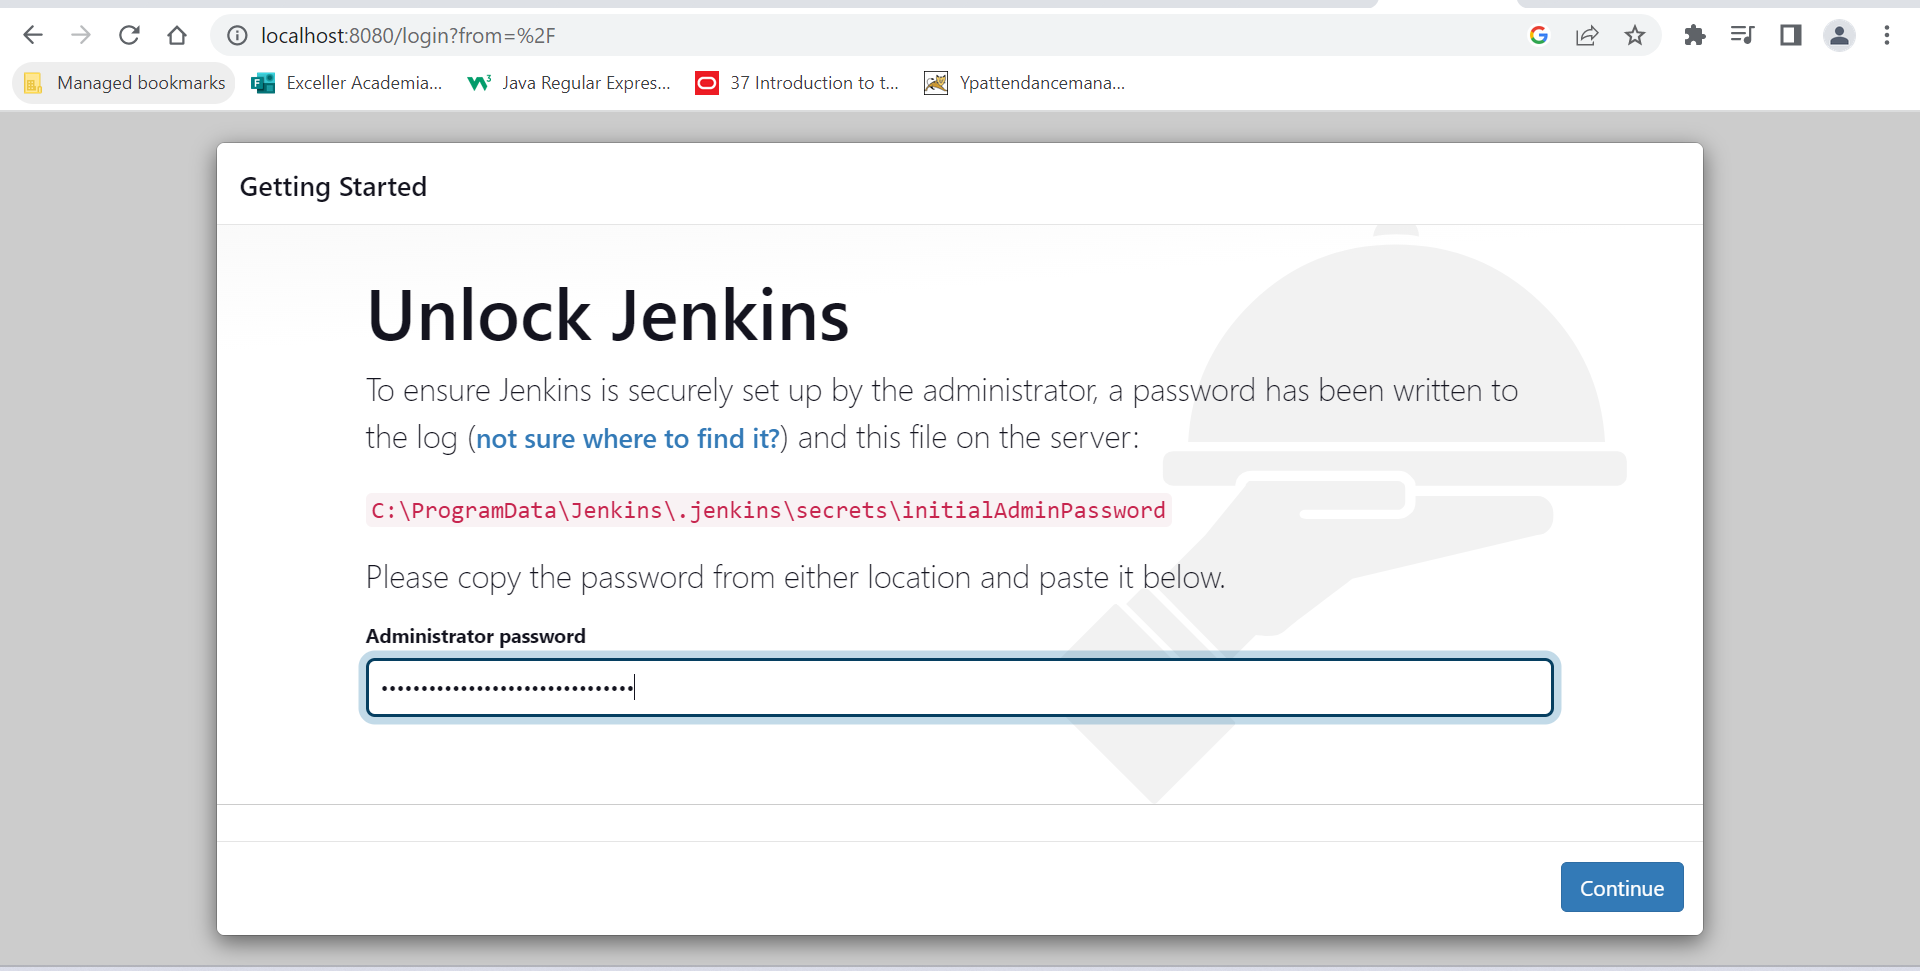 localhost:8080/login?from=%2F
Managed bookmarks
Exceller Academia...
Java Regular Expres...
37 Introduction to t...
Ypattendancemana...
Getting Started
Unlock Jenkins
To ensure Jenkins is securely set up by the administrator, a password has been written to
the log (not sure where to find it?) and this file on the server:
C:\ProgramData\Jenkins\.jenkins\secrets\initialAdminPassword
Please copy the password from either location and paste it below.
Administrator password
Continue